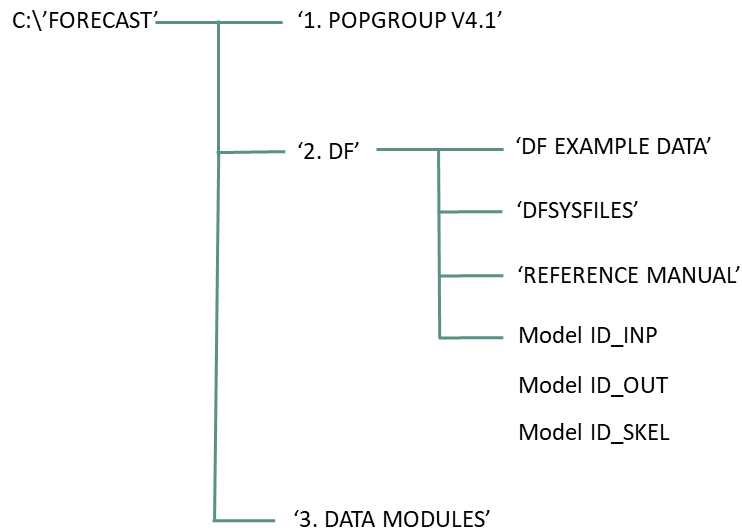 C:\’FORECAST’
‘1. POPGROUP V4.1’
‘2. DF’
‘DF EXAMPLE DATA’
‘DFSYSFILES’
‘REFERENCE MANUAL’
Model ID_INP
Model ID_OUT
Model ID_SKEL
‘3. DATA MODULES’